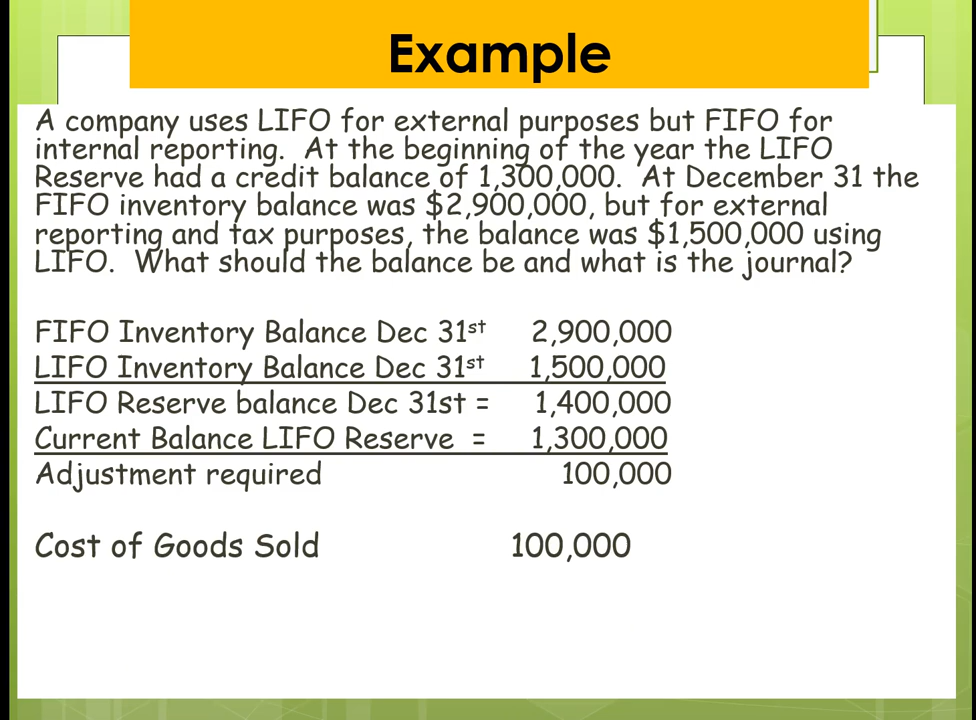 Example
A company uses LIFO for external purposes but FIFO for
internal reporting. At the beginning of the year the LIFO
Reserve had a credit balance of 1,300,000. At December 31 the
FIFO inventory balance was $2,900,000, but for external
reporting and tax purposes, the balance was $1,500,000 using
LIFO. What should the balance be and what is the journal?
FIFO Inventory Balance Dec 31st 2,900,000
LIFO Inventory Balance Dec 31st 1,500,000
LIFO Reserve balance Dec 31st = 1,400,000
Current Balance LIFO Reserve = 1,300,000
Adjustment required 100,000
Cost of Goods Sold 100,000